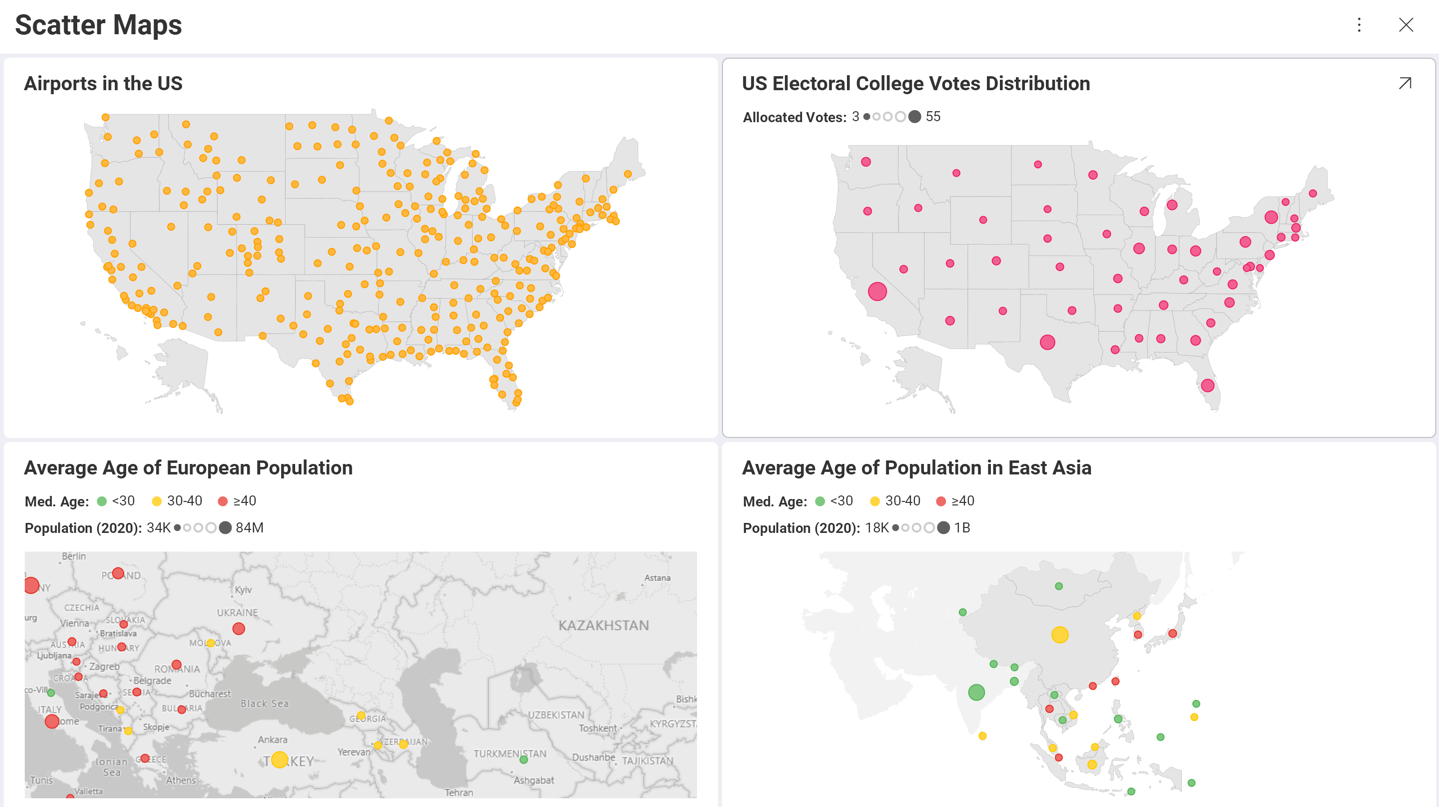 Scatter Maps
Airports in the US
US Electoral College Votes Distribution
Allocated Votes: 3 55
Average Age of European Population
Med. Age: <30 30-40 ≥40
Population (2020): 34K 84M
Berlin
POLAND
NY
Kyiv
Astana
CZECHIA
UKRAINE
urg
Vienna
SLOVAKIA
Bratislava
KAZAKHSTAN
AUSTRIA
HUNGARY
MOLDOVA
Ljubljana
Zagreb
ROMANIA
CROATIA
Belgrade
co-Vill
Sarajevo
SERBIA
Bucharest
Black Sea
Bishk
ITALY
Podgorica
BULGARIA
GEORGIA
UZBEKISTAN
ome
Tirana
Skopje
Toshkent
KYRGYZST
Ankara
Yerevan
AZERBAIJAN
TURKEY
TURKMENISTAN
Dushanbe
TAJIKISTAN
Ionian
Sea
GREECE
Athens
Ashgabat
Tunis
Valletta
Tehran
Average Age of Population in East Asia
Med. Age: <30 30-40 ≥40
Population (2020): 18K 1B